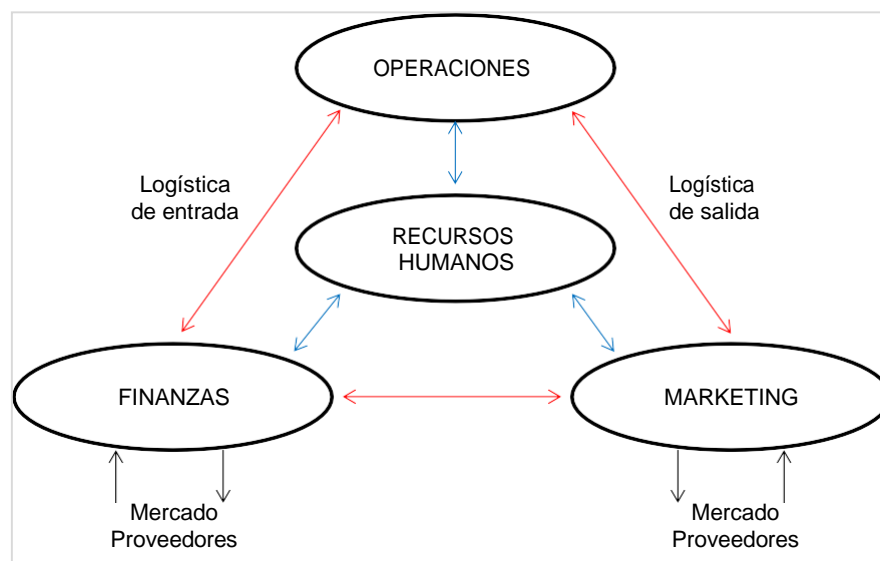 OPERACIONES
Logística
de entrada
Logística
de salida
RECURSOS
HUMANOS
FINANZAS
MARKETING
Mercado
Proveedores
Mercado
Proveedores